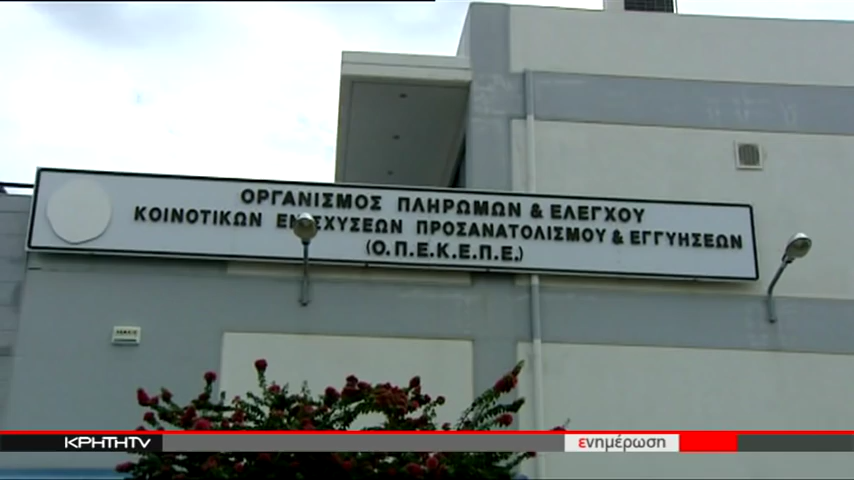 ΟΡΓΑΝΙΣΜΟΣ ΠΛΗΡΩΜΩΝ & ΕΛΕΓΧΟΥ
ΚΟΙΝΟΤΙΚΩΝ ΕΝΙΣΧΥΣΕΩΝ ΠΡΟΣΑΝΑΤΟΛΙΣΜΟΥ & ΕΓΓΥΗΣΕΩΝ
(Ο.Π.Ε.Κ.Ε.Π.Ε.)
ΚΡΗΤΗTV
ενημέρωση